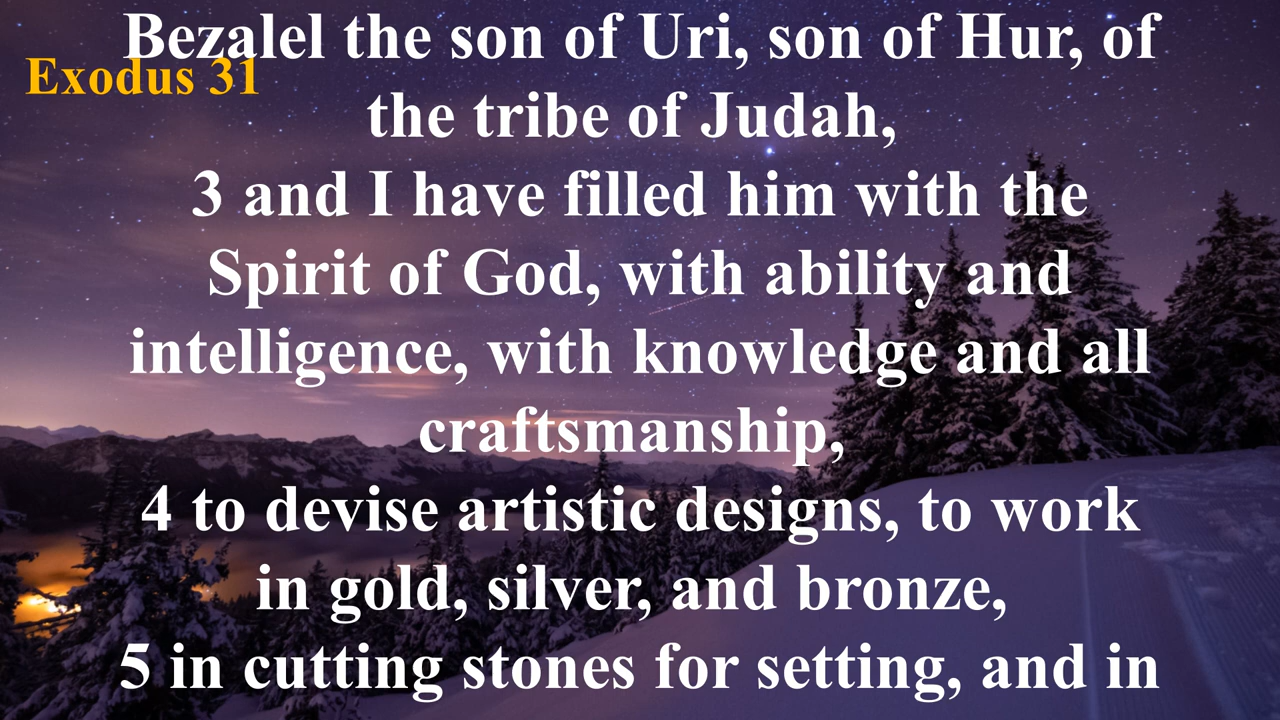 Bezalel the son of Uri, son of Hur, of
Exodus 31
the tribe of Judah,
3 and I have filled him with the
Spirit of God, with ability and
intelligence, with knowledge and all
craftsmanship,
4 to devise artistic designs, to work
in gold, silver, and bronze,
5 in cutting stones for setting, and in